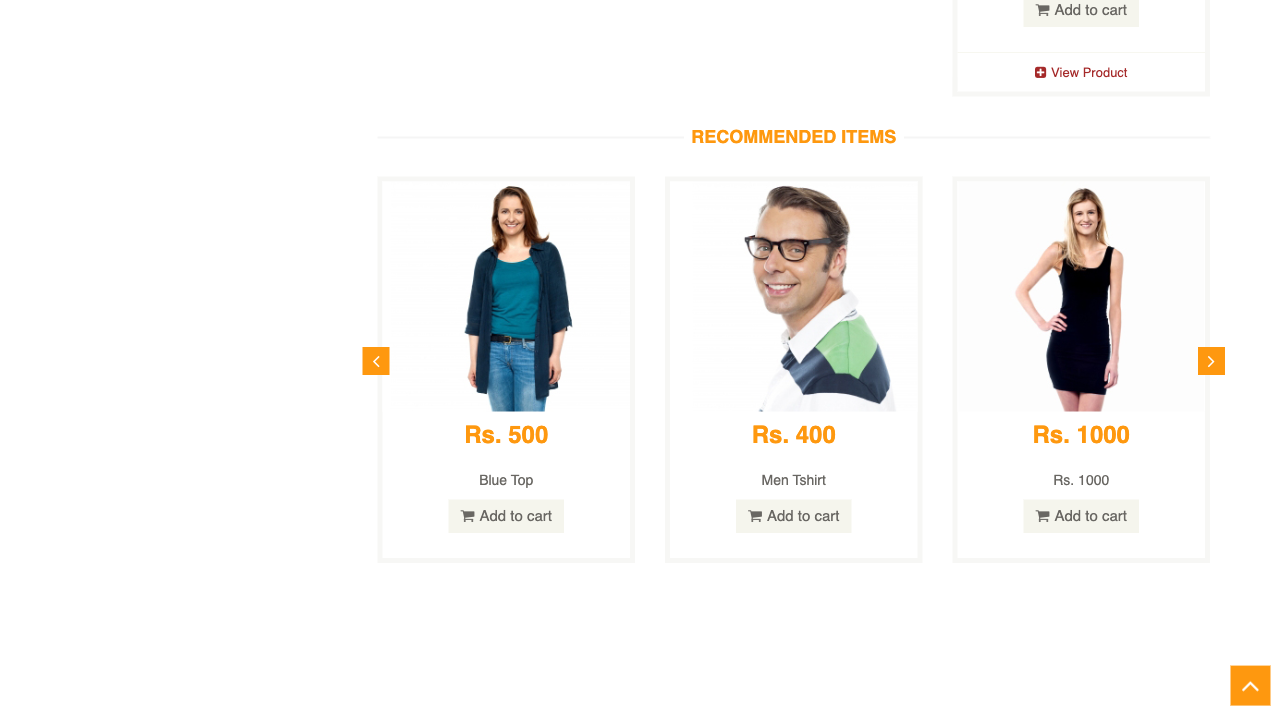 Add to cart
View Product
RECOMMENDED ITEMS
Rs. 500
Rs. 400
Rs. 1000
Blue Top
Men Tshirt
Rs. 1000
Add to cart
Add to cart
Add to cart